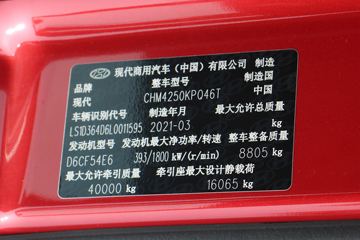 现代商用汽车（中国）有限公司 制造
品牌 整车型号 制造国
现代 CHM4250KPQ46T 中国
车辆识别代号 制造年月 最大允许总质量
LS1D364D6L0011595 2021-03 kg
发动机型号 发动机最大净功率/转速 整车整备质量
D6CF54E6 393/1800 kW/(r/min) 8805 kg
最大允许牵引质量 牵引座最大设计静载荷
40000 kg 16065 kg